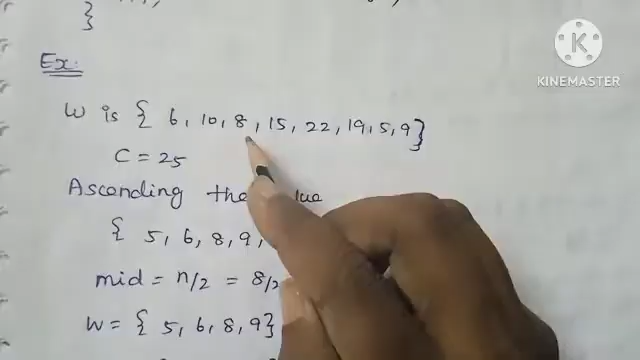 Ex:
W is { 6, 10, 8, 15, 22, 19, 5, 9}
C = 25
Ascending the
{ 5, 6, 8, 9,
mid = n/2 = 8/2
W = { 5, 6, 8, 9}
KINEMASTER